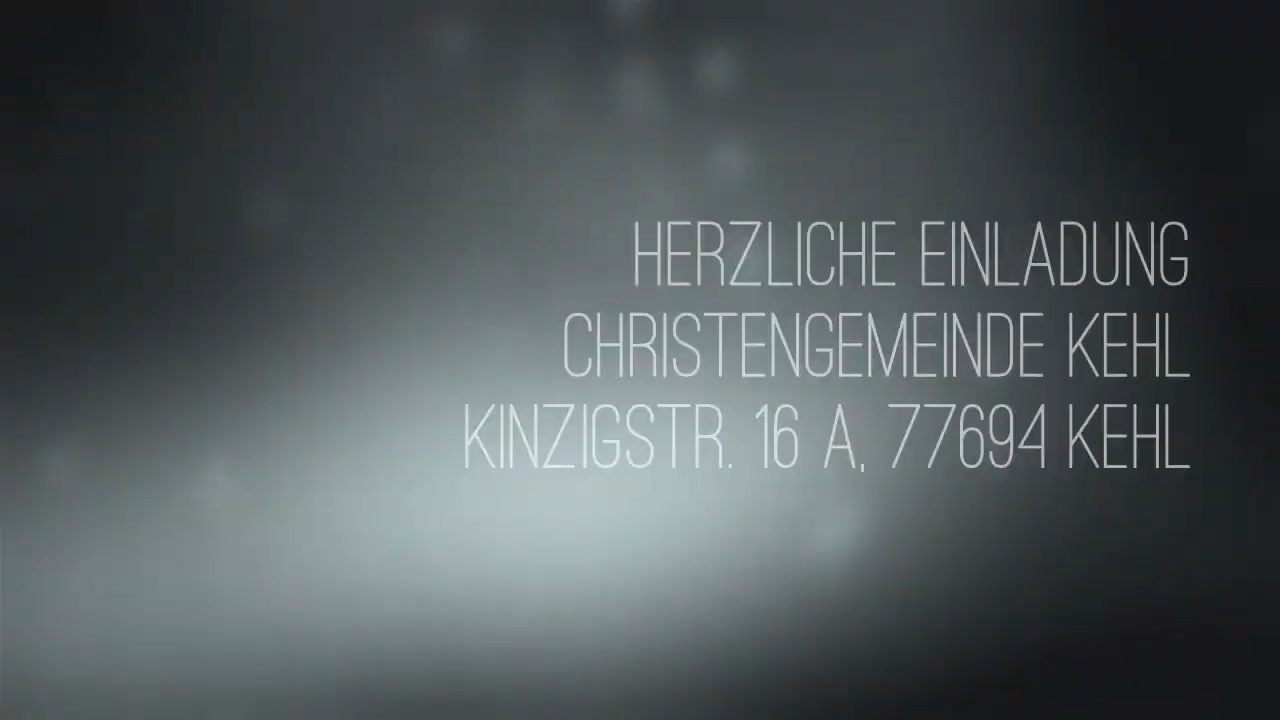 HERZLICHE EINLADUNG
CHRISTENGEMEINDE KEHL
KINZIGSTR. 16 A, 77694 KEHL